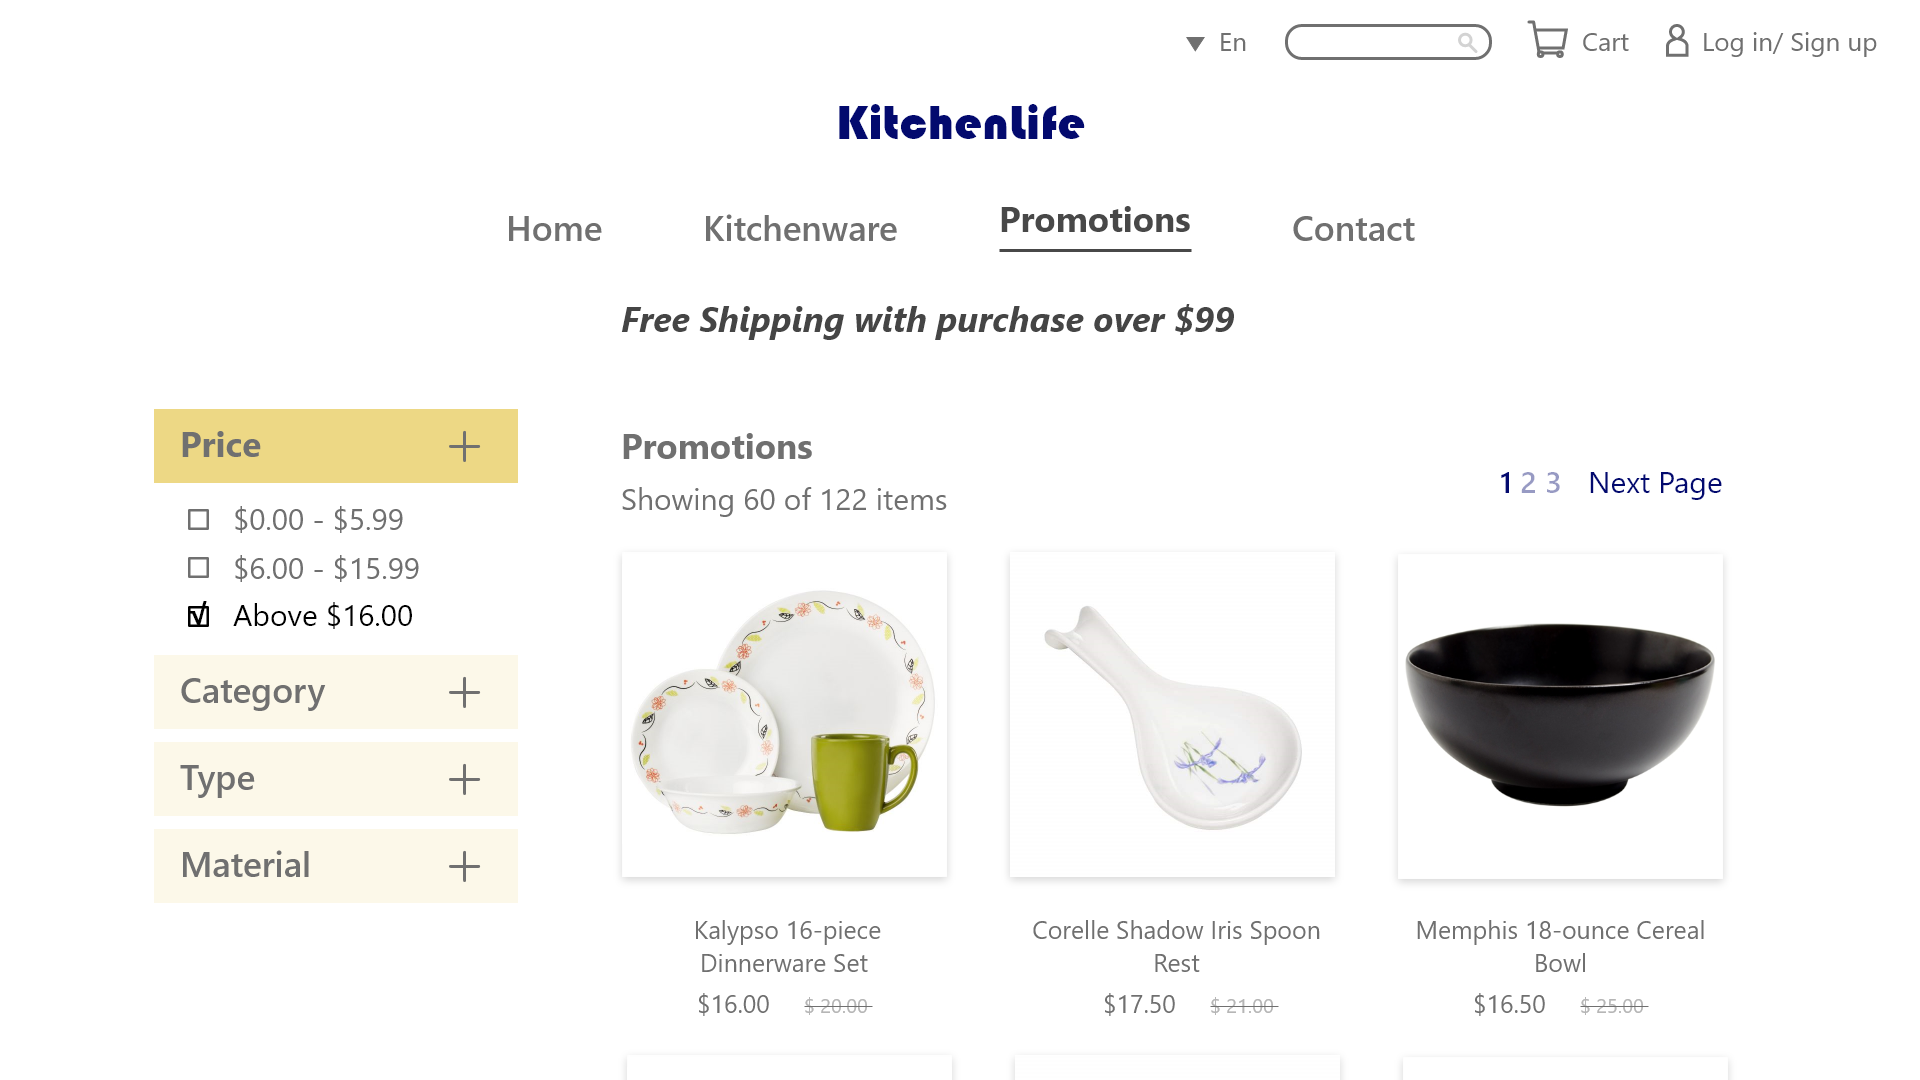 En
Cart
Log in/ Sign up
KitchenLife
Home
Kitchenware
Promotions
Contact
Free Shipping with purchase over $99
Price
$0.00 - $5.99
$6.00 - $15.99
Above $16.00
Category
Type
Material
Promotions
Showing 60 of 122 items
1 2 3 Next Page
Kalypso 16-piece
Dinnerware Set
$16.00 $ 20.00
Corelle Shadow Iris Spoon
Rest
$17.50 $ 21.00
Memphis 18-ounce Cereal
Bowl
$16.50 $ 25.00